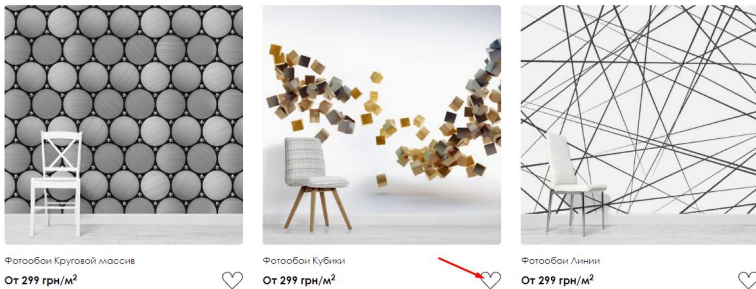 Фотообои Круговой массив
От 299 грн/м²
Фотообои Кубики
От 299 грн/м²
Фотообои Линии
От 299 грн/м²